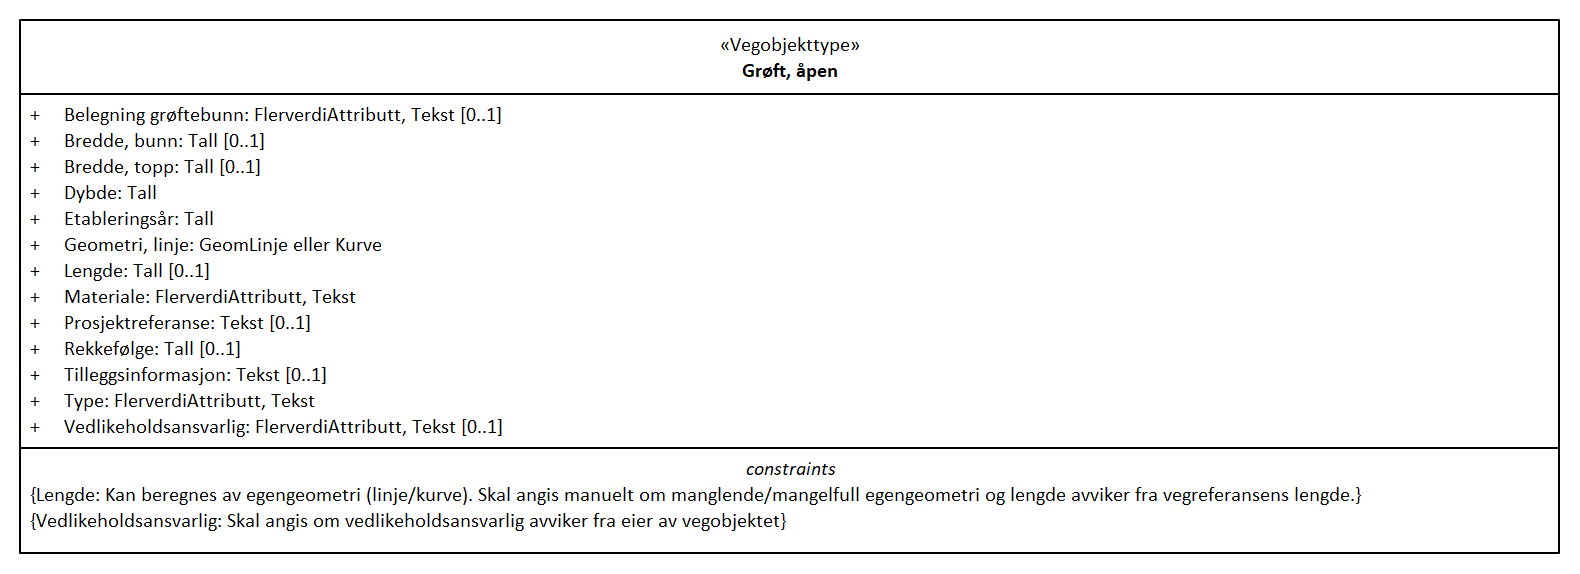 «Vegobjekttype»
Grøft, åpen
+ Belegning grøftebunn: FlerverdiAttributt, Tekst [0..1]
+ Bredde, bunn: Tall [0..1]
+ Bredde, topp: Tall [0..1]
+ Dybde: Tall
+ Etableringsår: Tall
+ Geometri, linje: GeomLinje eller Kurve
+ Lengde: Tall [0..1]
+ Materiale: FlerverdiAttributt, Tekst
+ Prosjektreferanse: Tekst [0..1]
+ Rekkefølge: Tall [0..1]
+ Tilleggsinformasjon: Tekst [0..1]
+ Type: FlerverdiAttributt, Tekst
+ Vedlikeholdsansvarlig: FlerverdiAttributt, Tekst [0..1]
constraints
{Lengde: Kan beregnes av egengeometri (linje/kurve). Skal angis manuelt om manglende/mangelfull egengeometri og lengde avviker fra vegreferansens lengde.}
{Vedlikeholdsansvarlig: Skal angis om vedlikeholdsansvarlig avviker fra eier av vegobjektet}